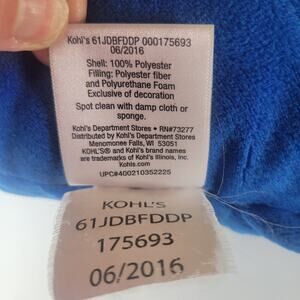 Kohl's 61JDBFDDP 000175693
06/2016
Shell: 100% Polyester
Filling: Polyester fiber
and Polyurethane Foam
Exclusive of decoration
Spot clean with damp cloth or
sponge.
Kohl's Department Stores • RN#73277
Distributed by Kohl's Department Stores
Menomonee Falls, WI 53051
KOHL'S® and Kohl's brand names
are trademarks of Kohl's Illinois, Inc.
Kohls.com
UPC#400210352225
KOHL's
61JDBFDDP
175693
06/2016